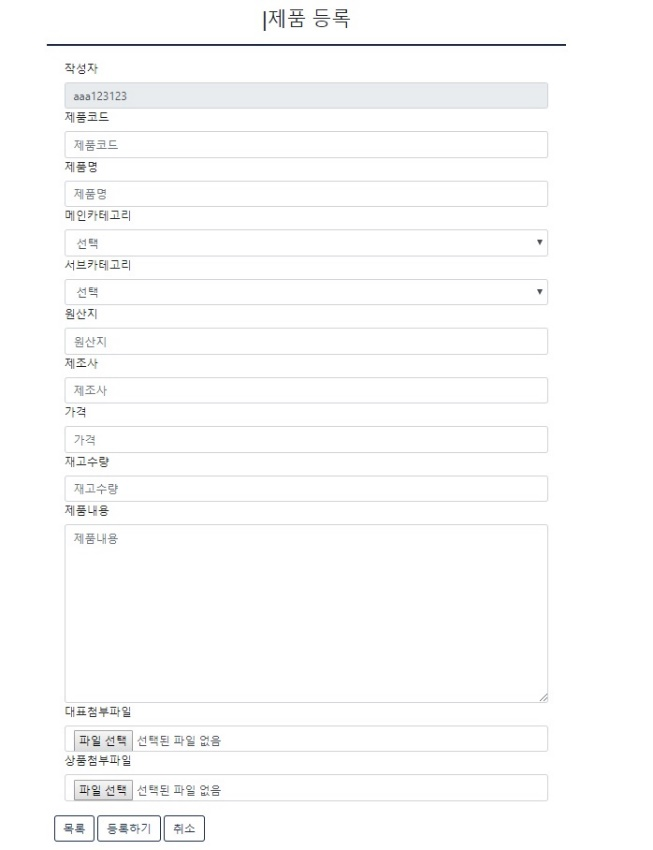 |제품 등록
작성자
aaa123123
제품코드
제품코드
제품명
제품명
메인카테고리
선택
서브카테고리
선택
원산지
원산지
제조사
제조사
가격
가격
재고수량
재고수량
제품내용
제품내용
대표첨부파일
파일 선택 선택된 파일 없음
상품첨부파일
파일 선택 선택된 파일 없음
목록 등록하기 취소